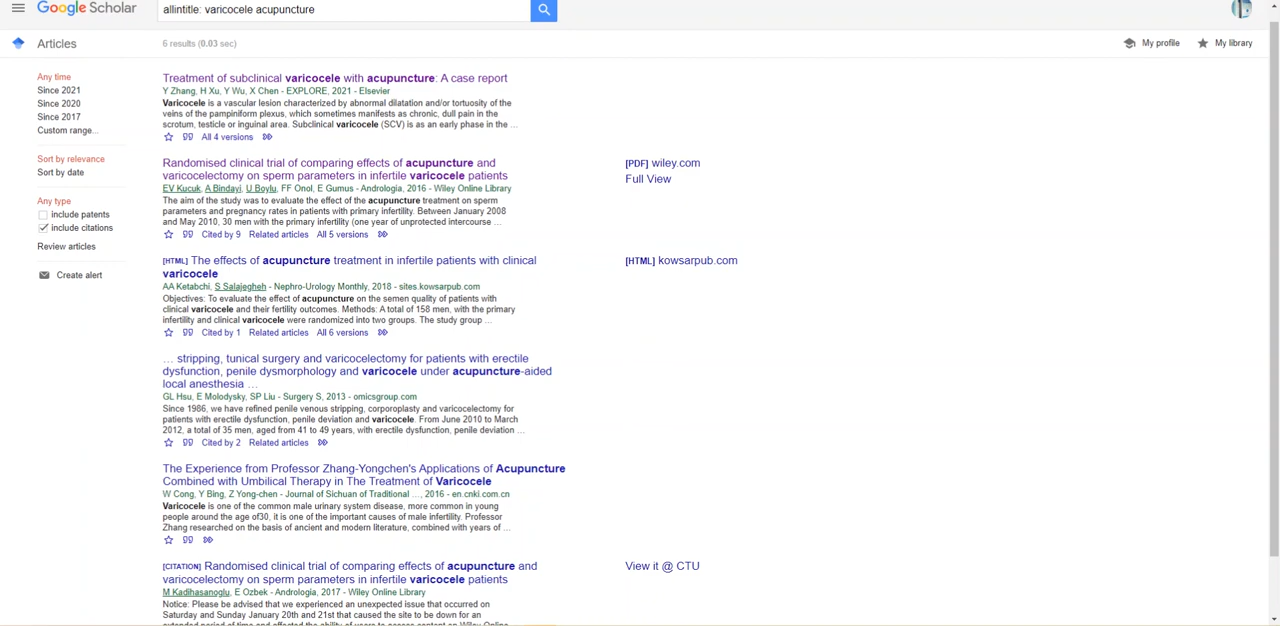 Google Scholar
allintitle: varicocele acupuncture
Articles
6 results (0.03 sec)
My profile
My library
Any time
Since 2021
Since 2020
Since 2017
Custom range...
Sort by relevance
Sort by date
Any type
include patents
include citations
Review articles
Create alert
Treatment of subclinical varicocele with acupuncture: A case report
Y Zhang, H Xu, Y Wu, X Chen - EXPLORE, 2021 - Elsevier
Varicocele is a vascular lesion characterized by abnormal dilatation and/or tortuosity of the
veins of the pampiniform plexus, which sometimes manifests as chronic, dull pain in the
scrotum, testicle or inguinal area. Subclinical varicocele (SCV) is as an early phase in the ...
All 4 versions
Randomised clinical trial of comparing effects of acupuncture and
varicocelectomy on sperm parameters in infertile varicocele patients
EV Kucuk, A Bindayi, U Boylu, FF Onol, E Gumus - Andrologia, 2016 - Wiley Online Library
The aim of the study was to evaluate the effect of the acupuncture treatment on sperm
parameters and pregnancy rates in patients with primary infertility. Between January 2008
and May 2010, 30 men with the primary infertility (one year of unprotected intercourse ...
Cited by 9 Related articles All 5 versions
[PDF] wiley.com
Full View
[HTML] The effects of acupuncture treatment in infertile patients with clinical
varicocele
AA Ketabchi, S Salajegheh - Nephro-Urology Monthly, 2018 - sites.kowsarpub.com
Objectives: To evaluate the effect of acupuncture on the semen quality of patients with
clinical varicocele and their fertility outcomes. Methods: A total of 158 men, with the primary
infertility and clinical varicocele were randomized into two groups. The study group ...
Cited by 1 Related articles All 6 versions
[HTML] kowsarpub.com
... stripping, tunical surgery and varicocelectomy for patients with erectile
dysfunction, penile dysmorphology and varicocele under acupuncture-aided
local anesthesia ...
GL Hsu, E Molodysky, SP Liu - Surgery S, 2013 - omicsgroup.com
Since 1986, we have refined penile venous stripping, corporoplasty and varicocelectomy for
patients with erectile dysfunction, penile deviation and varicocele. From June 2010 to March
2012, a total of 35 men, aged from 41 to 49 years, with erectile dysfunction, penile deviation ...
Cited by 2 Related articles
The Experience from Professor Zhang-Yongchen's Applications of Acupuncture
Combined with Umbilical Therapy in The Treatment of Varicocele
W Cong, Y Bing, Z Yong-chen - Journal of Sichuan of Traditional ..., 2016 - en.cnki.com.cn
Varicocele is one of the common male urinary system disease, more common in young
people around the age of30, it is one of the important causes of male infertility. Professor
Zhang researched on the basis of ancient and modern literature, combined with years of ...
[CITATION] Randomised clinical trial of comparing effects of acupuncture and
varicocelectomy on sperm parameters in infertile varicocele patients
M Kadihasanoglu, E Ozbek - Andrologia, 2017 - Wiley Online Library
Notice: Please be advised that we experienced an unexpected issue that occurred on
Saturday and Sunday January 20th and 21st that caused the site to be down for an
extended period of time and affected the ability of users to access content on Wiley Online
View it @ CTU